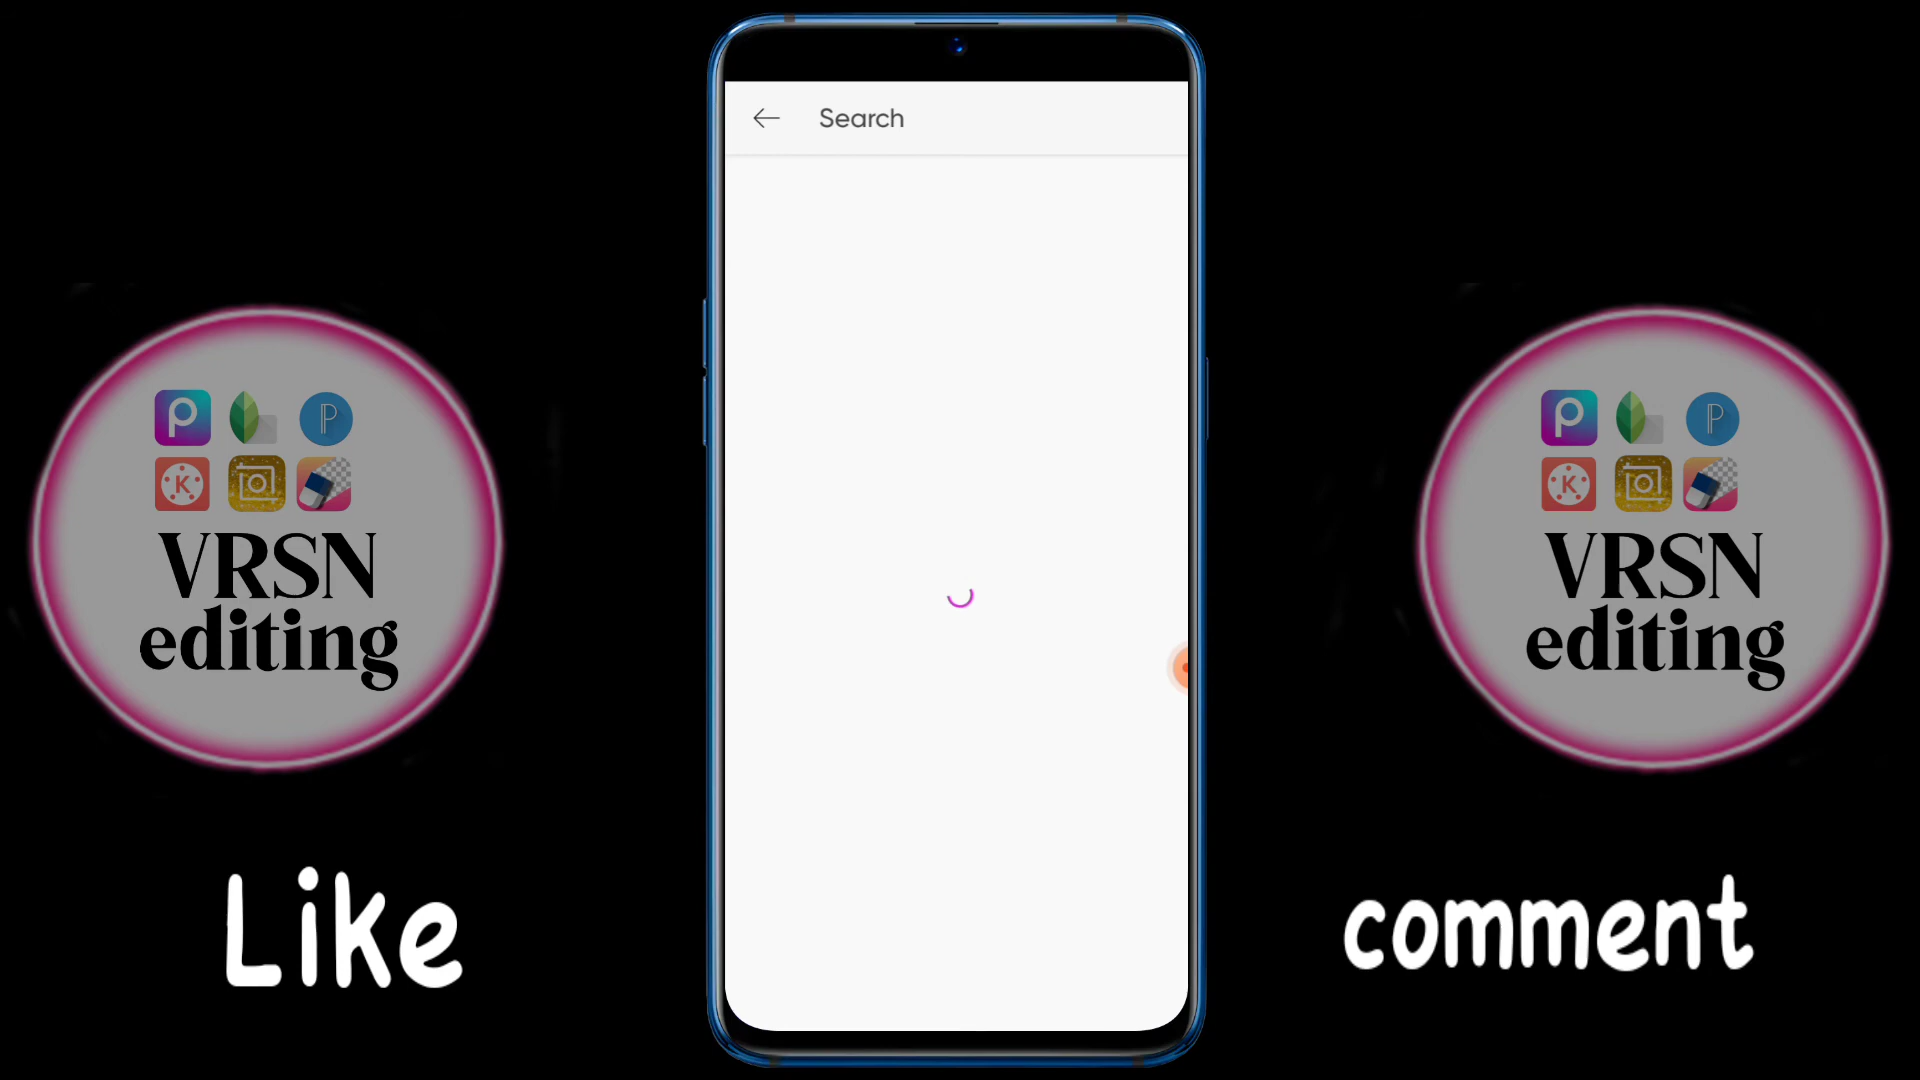 Search
P
P
K
VRSN
editing
P
P
K
VRSN
editing
Like
comment